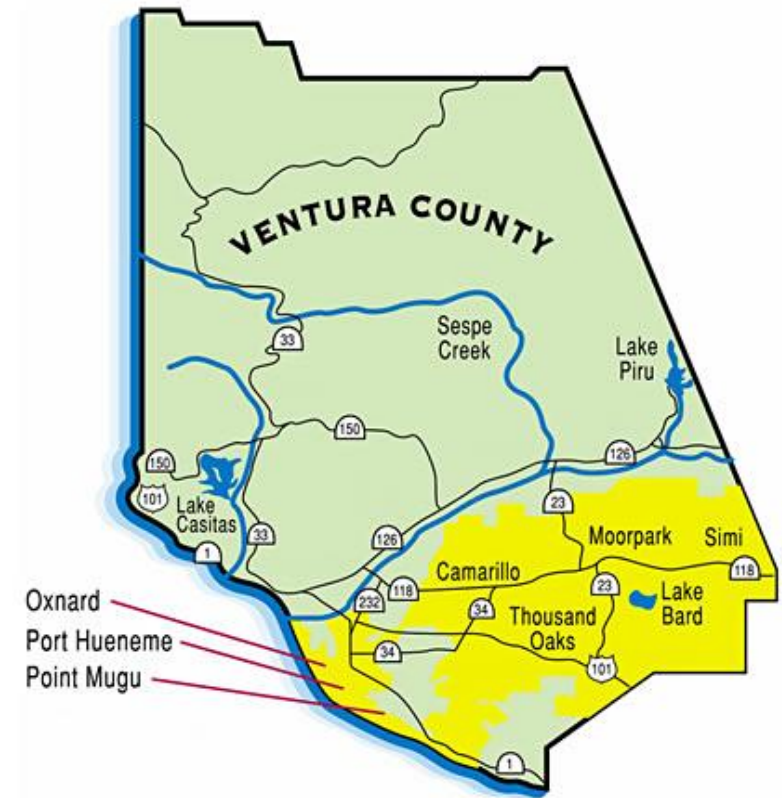 VENTURA COUNTY
33
Sespe
Creek
Lake
Piru
150
150
126
101
Lake
Casitas
23
33
126
Moorpark
Simi
1
Camarillo
118
118
232
23
Lake
Bard
34
Thousand
Oaks
34
101
Oxnard
Port Hueneme
Point Mugu
1